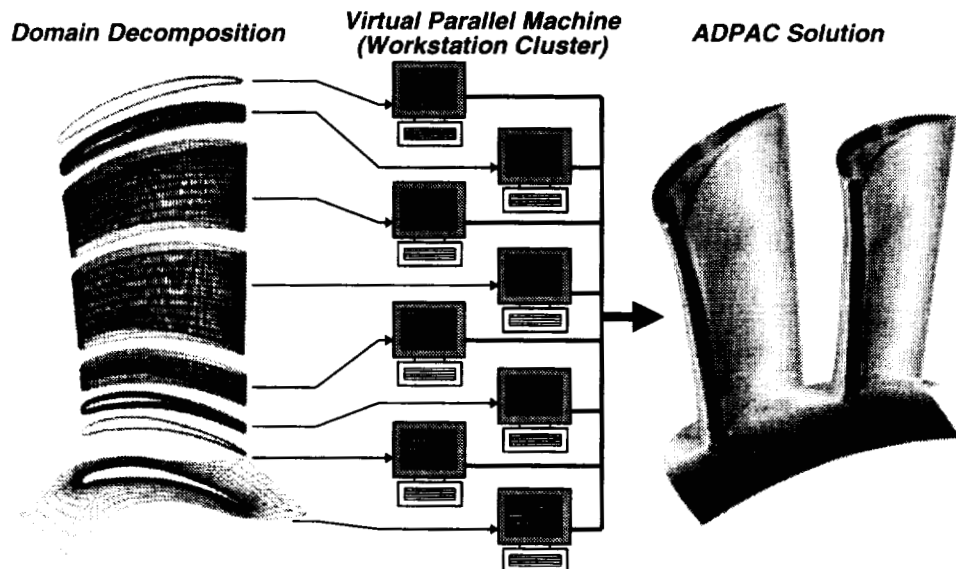 Domain Decomposition
Virtual Parallel Machine
(Workstation Cluster)
ADPAC Solution